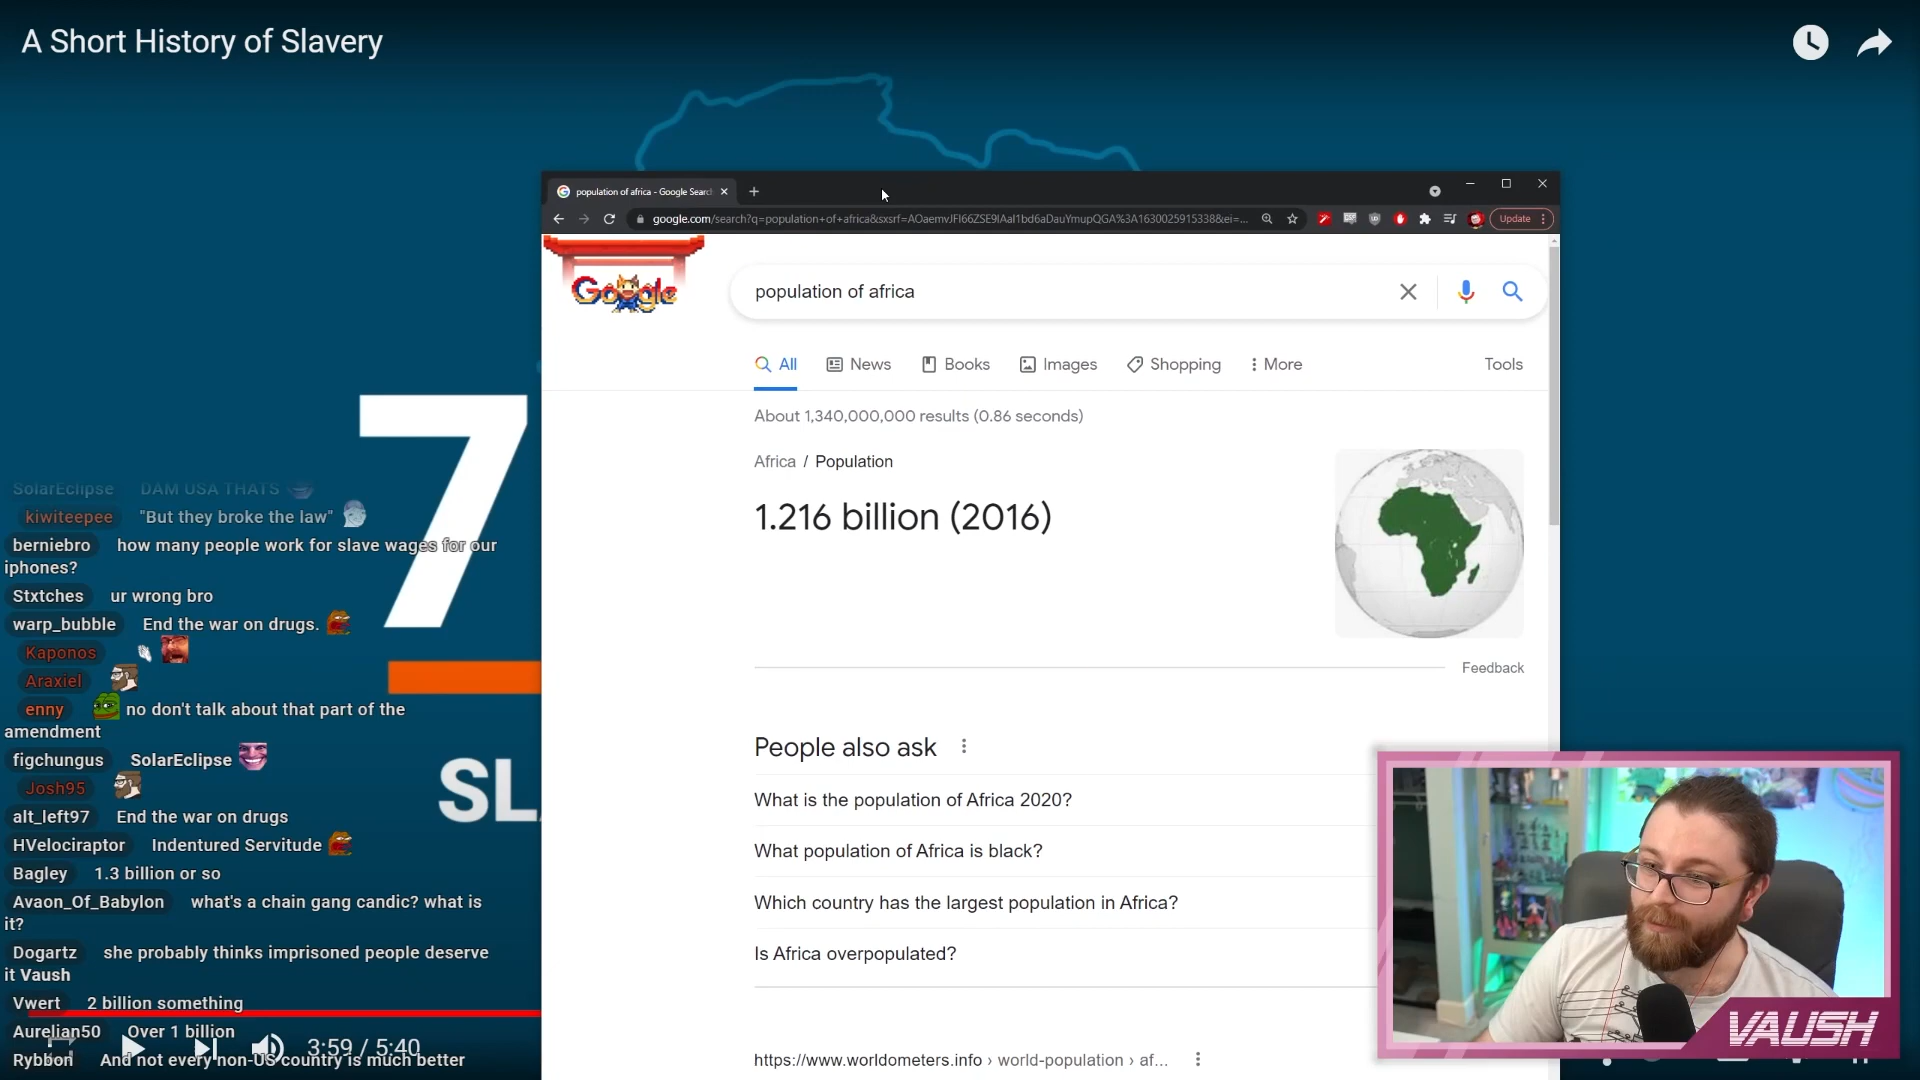 A Short History of Slavery
population of africa - Google Search
google.com/search?q=population+of+africa&sxsrf=AOaemvJFI66ZSE9IAaI1bd6aDauYmupQGA%3A1630025915338&ei=...
Update
Google
population of africa
All
News
Books
Images
Shopping
More
Tools
About 1,340,000,000 results (0.86 seconds)
Africa / Population
1.216 billion (2016)
Feedback
People also ask
What is the population of Africa 2020?
What population of Africa is black?
Which country has the largest population in Africa?
Is Africa overpopulated?
https://www.worldometers.info › world-population › af...
7
SL
SolarEclipse DAM USA THATS
kiwiteepee "But they broke the law"
berniebro how many people work for slave wages for our
iphones?
Stxtches ur wrong bro
warp_bubble End the war on drugs.
Kaponos
Araxiel
enny no don't talk about that part of the
amendment
figchungus SolarEclipse
Josh95
alt_left97 End the war on drugs
HVelociraptor Indentured Servitude
Bagley 1.3 billion or so
Avaon_Of_Babylon what's a chain gang candic? what is
it?
Dogartz she probably thinks imprisoned people deserve
it Vaush
Vwert 2 billion something
Aurelian50 Over 1 billion
3:59 / 5:40
Rybbon And not every non-US country is much better
VAUSH